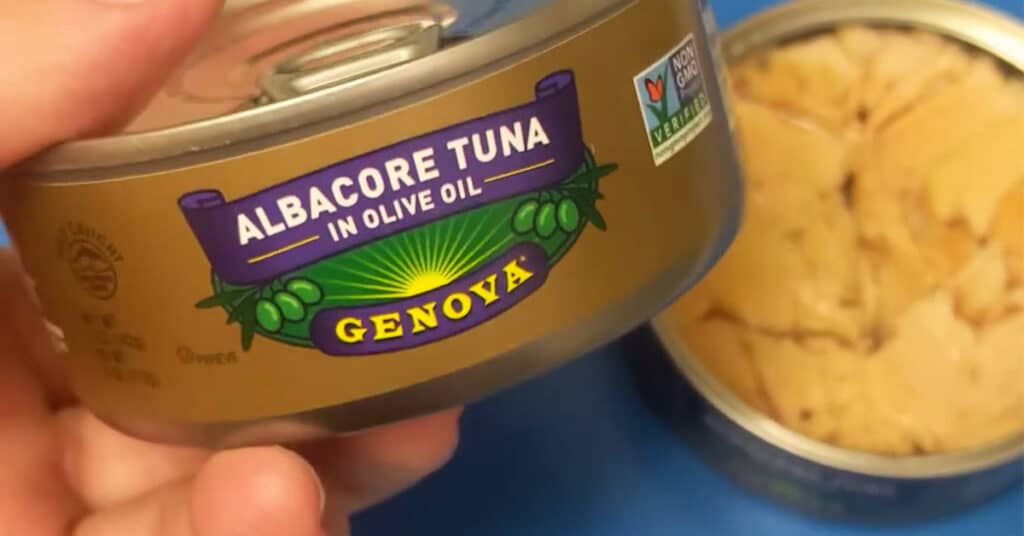 ALBACORE TUNA
IN OLIVE OIL
GENOVA
NON
GMO
VERIFIED